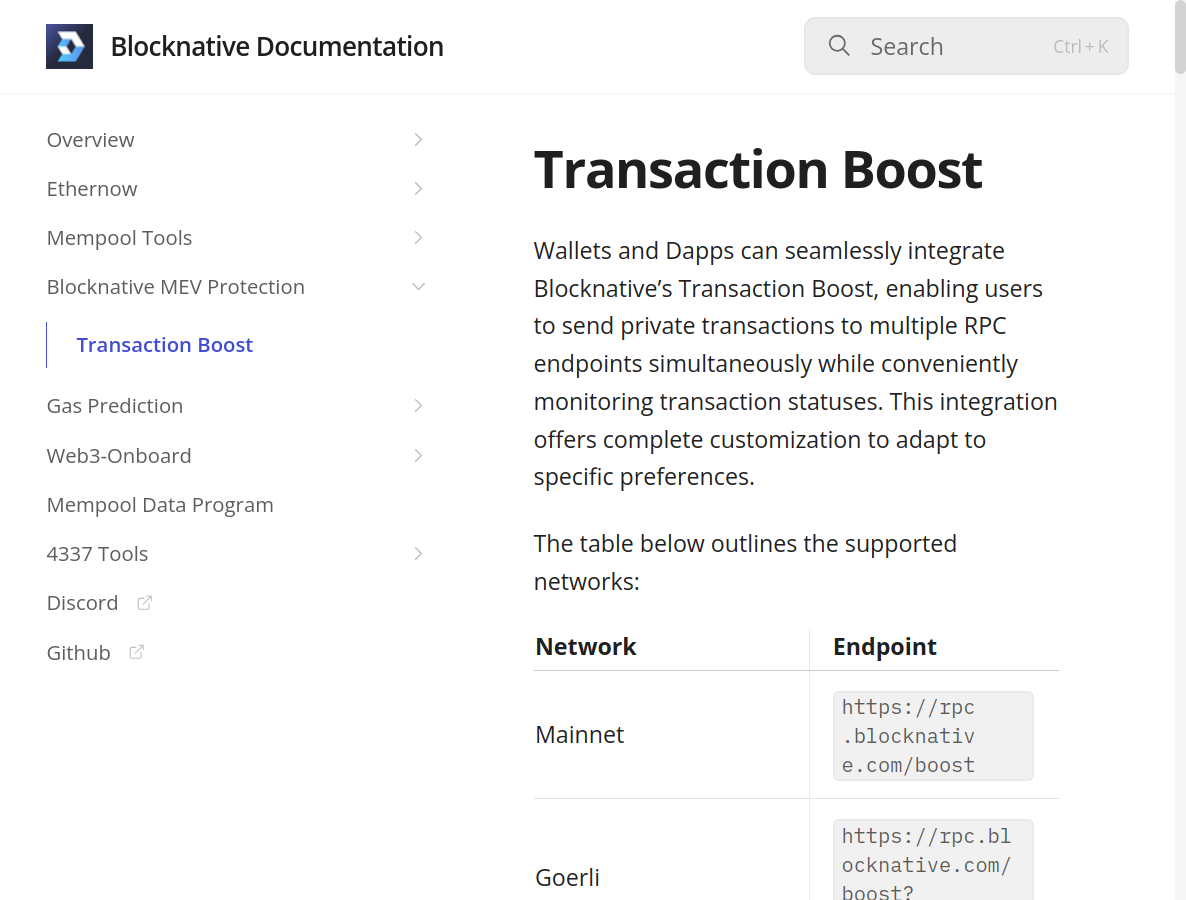 Blocknative Documentation
Search
Ctrl + K
Overview
Ethernow
Mempool Tools
Blocknative MEV Protection
Transaction Boost
Gas Prediction
Web3-Onboard
Mempool Data Program
4337 Tools
Discord
Github
Transaction Boost
Wallets and Dapps can seamlessly integrate
Blocknative’s Transaction Boost, enabling users
to send private transactions to multiple RPC
endpoints simultaneously while conveniently
monitoring transaction statuses. This integration
offers complete customization to adapt to
specific preferences.
The table below outlines the supported
networks:
Network
Endpoint
Mainnet
https://rpc
.blocknativ
e.com/boost
Goerli
https://rpc.bl
ocknative.com/
boost?